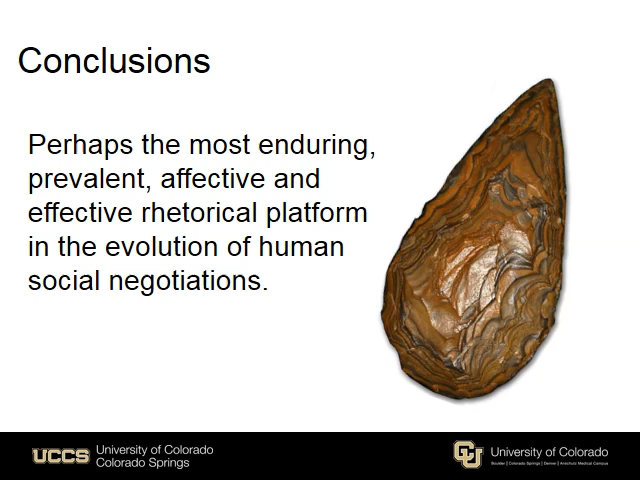 Conclusions
Perhaps the most enduring,
prevalent, affective and
effective rhetorical platform
in the evolution of human
social negotiations.
UCCS
University of Colorado
Colorado Springs
CU
University of Colorado
Boulder | Colorado Springs | Denver | Anschutz Medical Campus